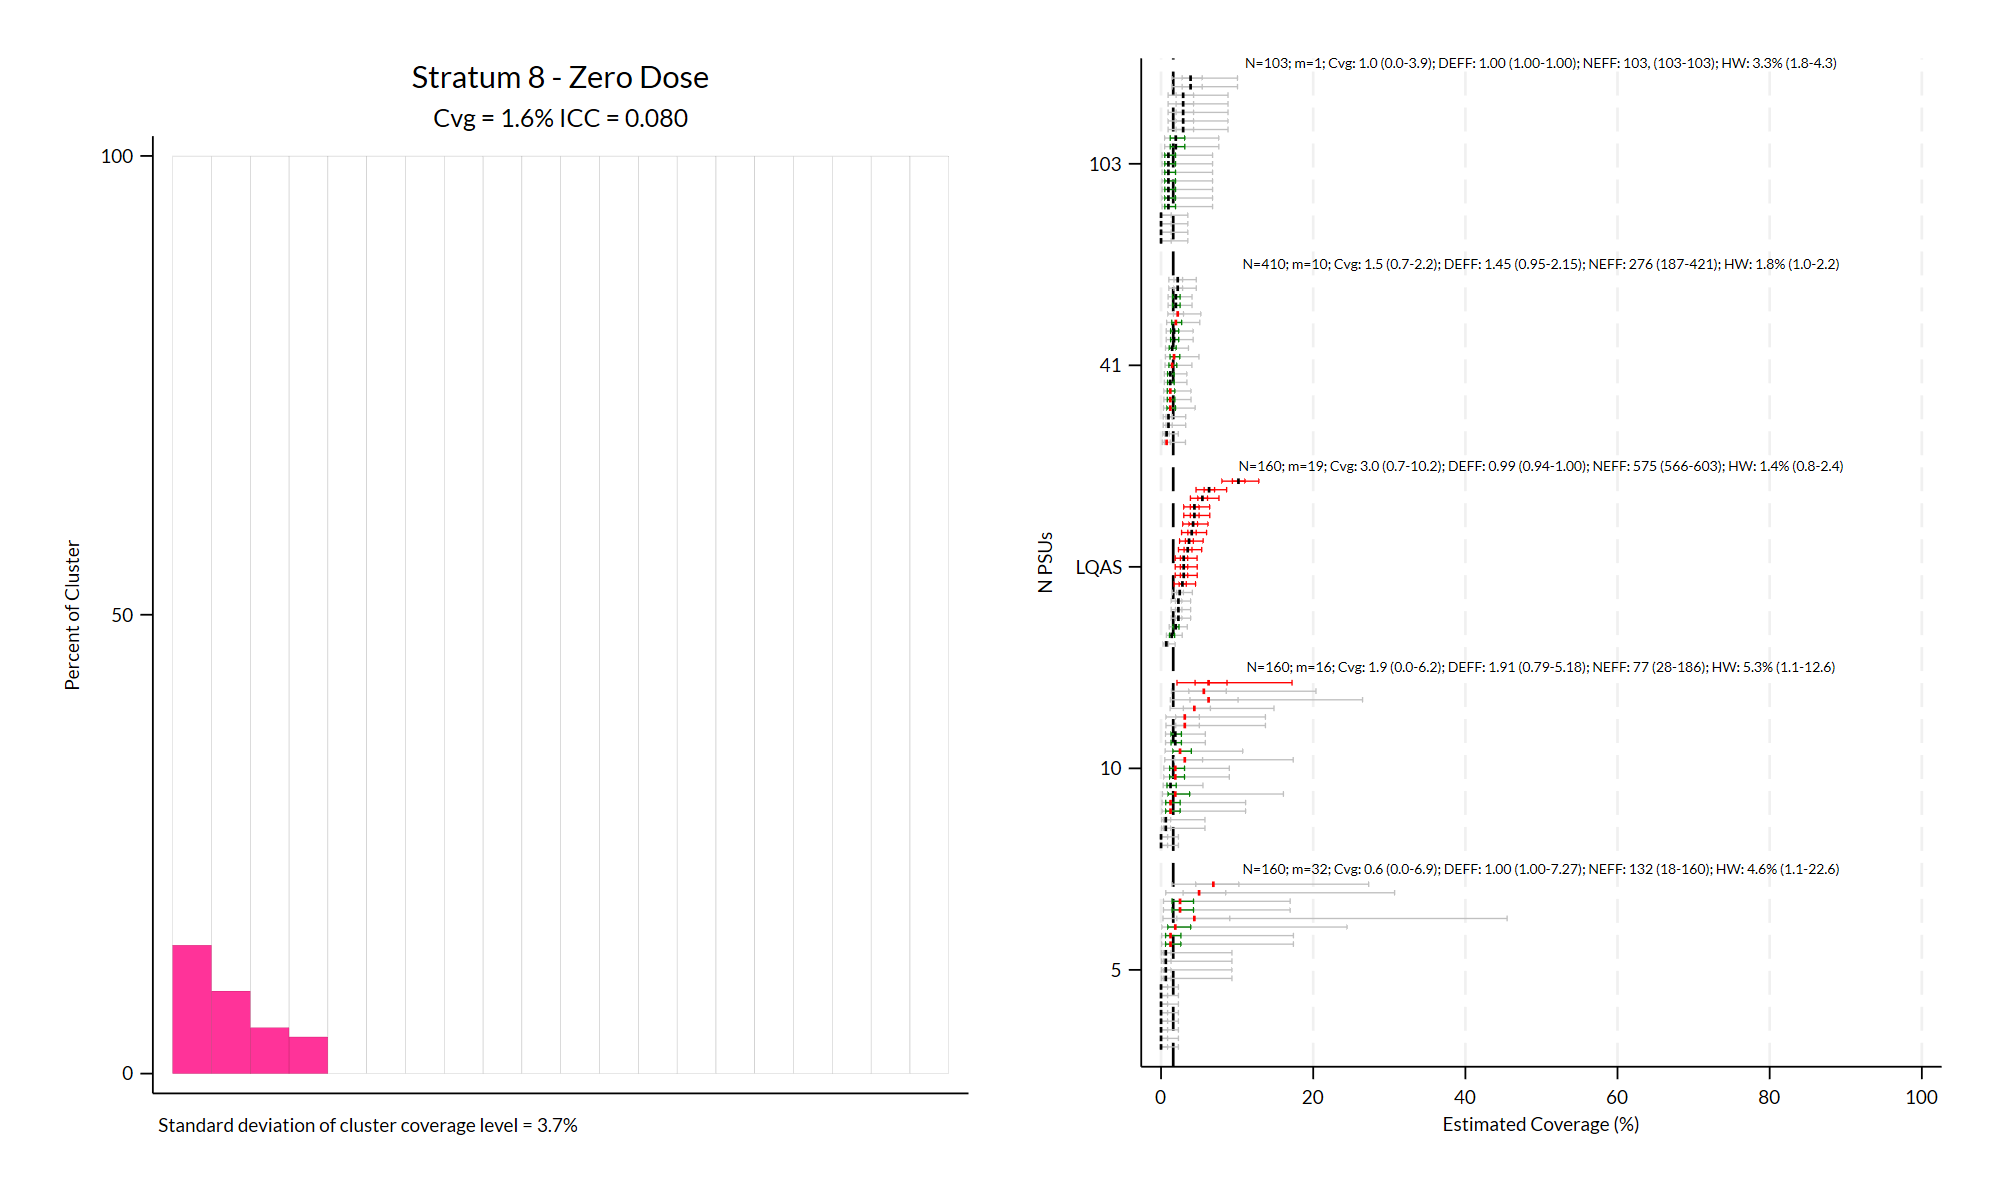 Stratum 8 - Zero Dose
Cvg = 1.6% ICC = 0.080
100
50
0
Percent of Cluster
Standard deviation of cluster coverage level = 3.7%
N=103; m=1; Cvg: 1.0 (0.0-3.9); DEFF: 1.00 (1.00-1.00); NEFF: 103, (103-103); HW: 3.3% (1.8-4.3)
103
N=410; m=10; Cvg: 1.5 (0.7-2.2); DEFF: 1.45 (0.95-2.15); NEFF: 276 (187-421); HW: 1.8% (1.0-2.2)
41
N=160; m=19; Cvg: 3.0 (0.7-10.2); DEFF: 0.99 (0.94-1.00); NEFF: 575 (566-603); HW: 1.4% (0.8-2.4)
LQAS
N=160; m=16; Cvg: 1.9 (0.0-6.2); DEFF: 1.91 (0.79-5.18); NEFF: 77 (28-186); HW: 5.3% (1.1-12.6)
10
N=160; m=32; Cvg: 0.6 (0.0-6.9); DEFF: 1.00 (1.00-7.27); NEFF: 132 (18-160); HW: 4.6% (1.1-22.6)
5
N PSUs
0 20 40 60 80 100
Estimated Coverage (%)